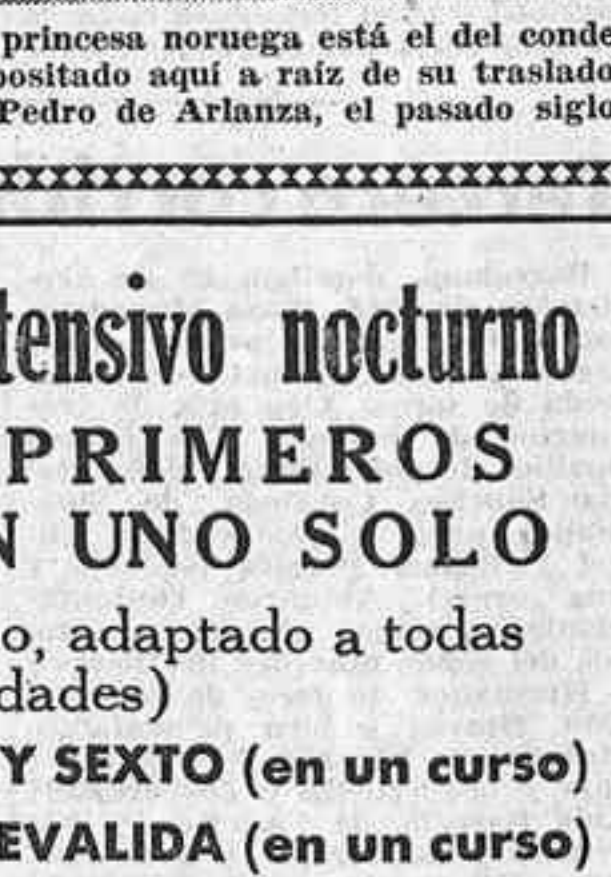 princesa noruega está el del conde
positado aquí a raíz de su traslado
Pedro de Arlanza, el pasado siglo
tensivo nocturno
PRIMEROS
N UNO SOLO
o, adaptado a todas
dades)
Y SEXTO (en un curso)
EVALIDA (en un curso)